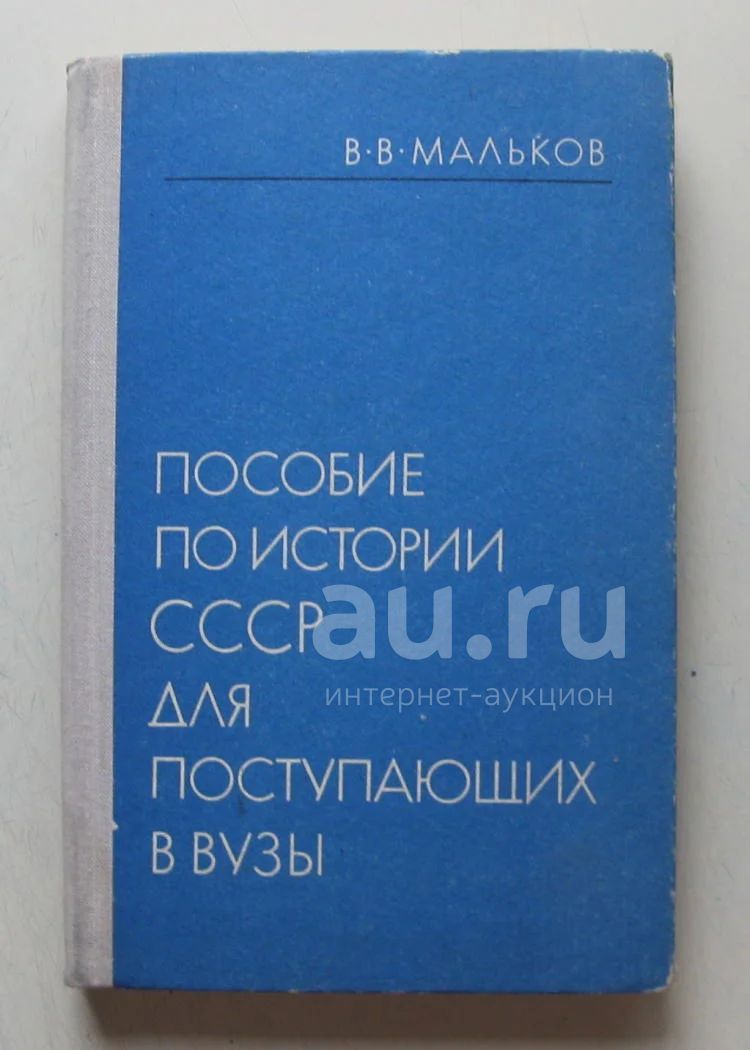 В·В·МАЛЬКОВ
ПОСОБИЕ
ПО ИСТОРИИ
СССР
au.ru
интернет-аукцион
ДЛЯ
ПОСТУПАЮЩИХ
В ВУЗЫ